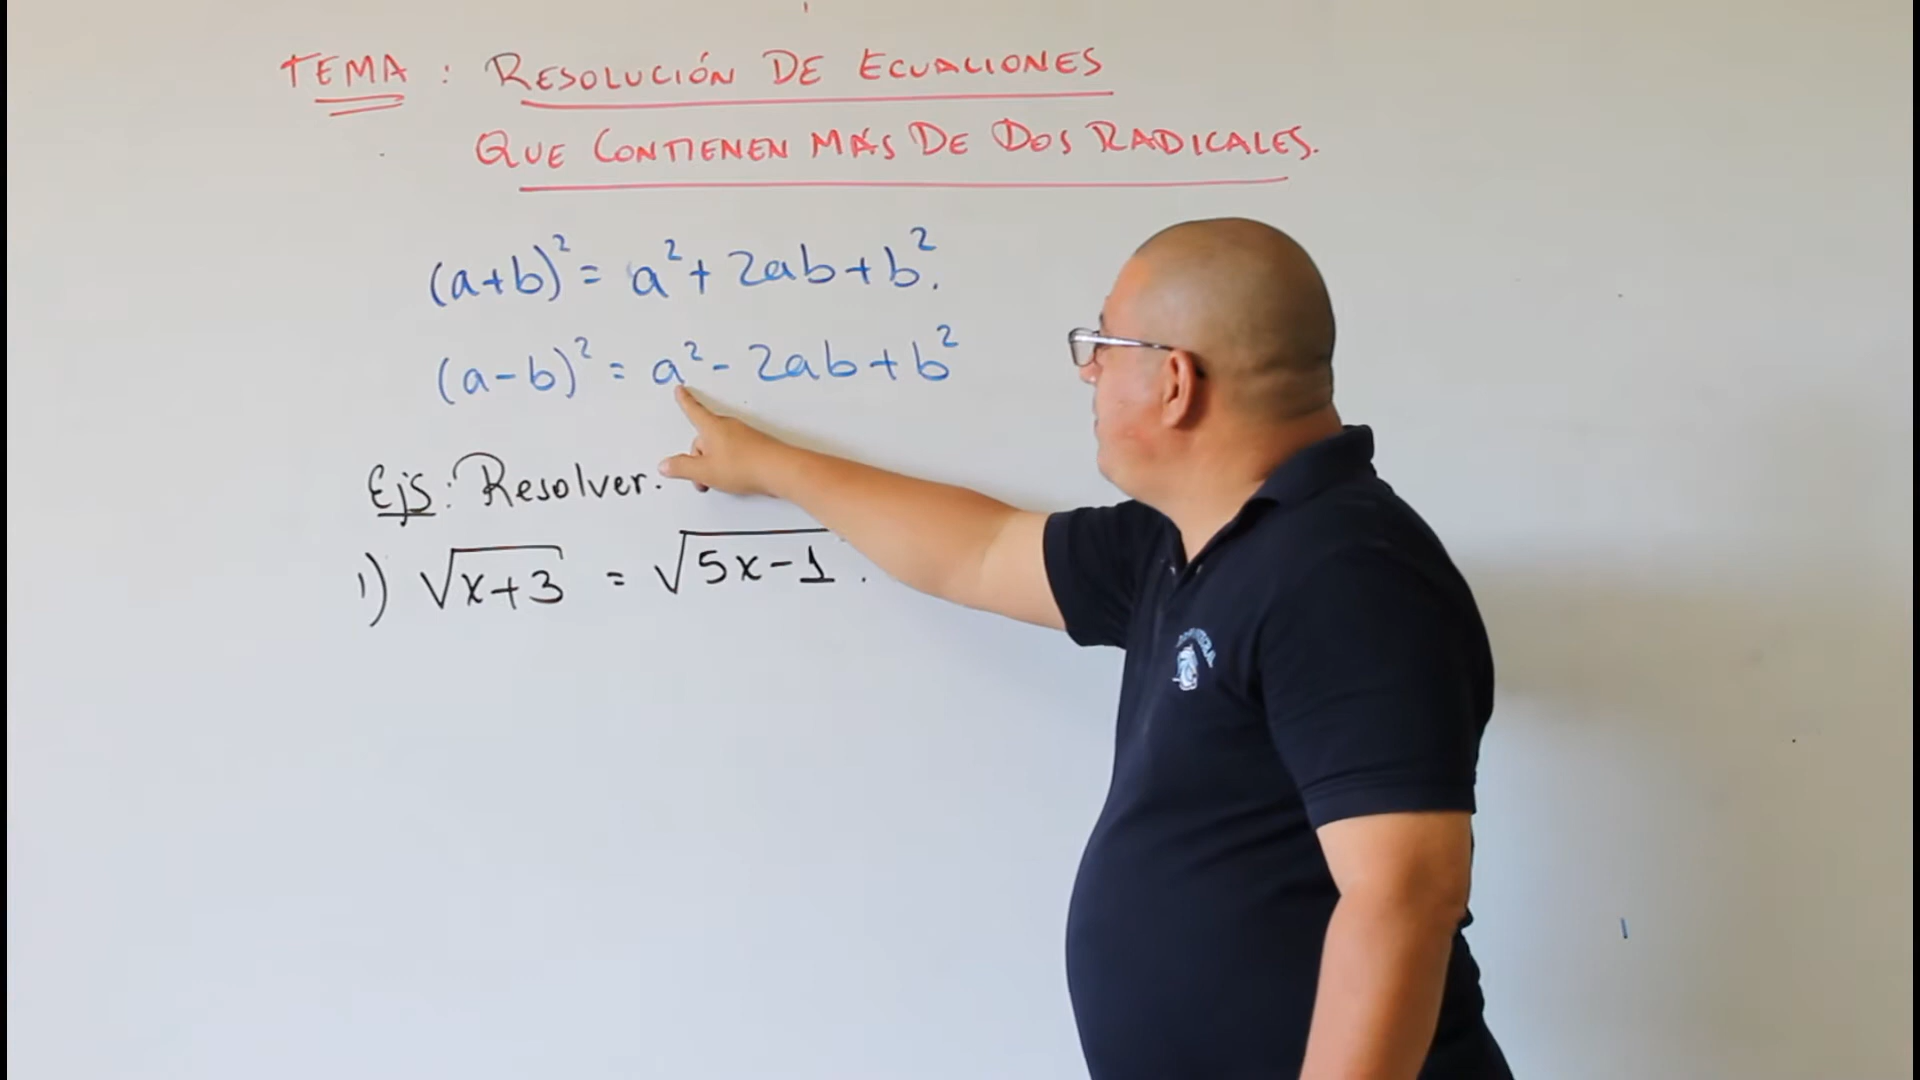 TEMA : RESOLUCIÓN DE ECUACIONES
QUE CONTIENEN MÁS DE DOS RADICALES.
(a+b)² = a² + 2ab + b².
(a-b)² = a² - 2ab + b²
Ejs: Resolver.
1) √x+3 = √5x-1 .